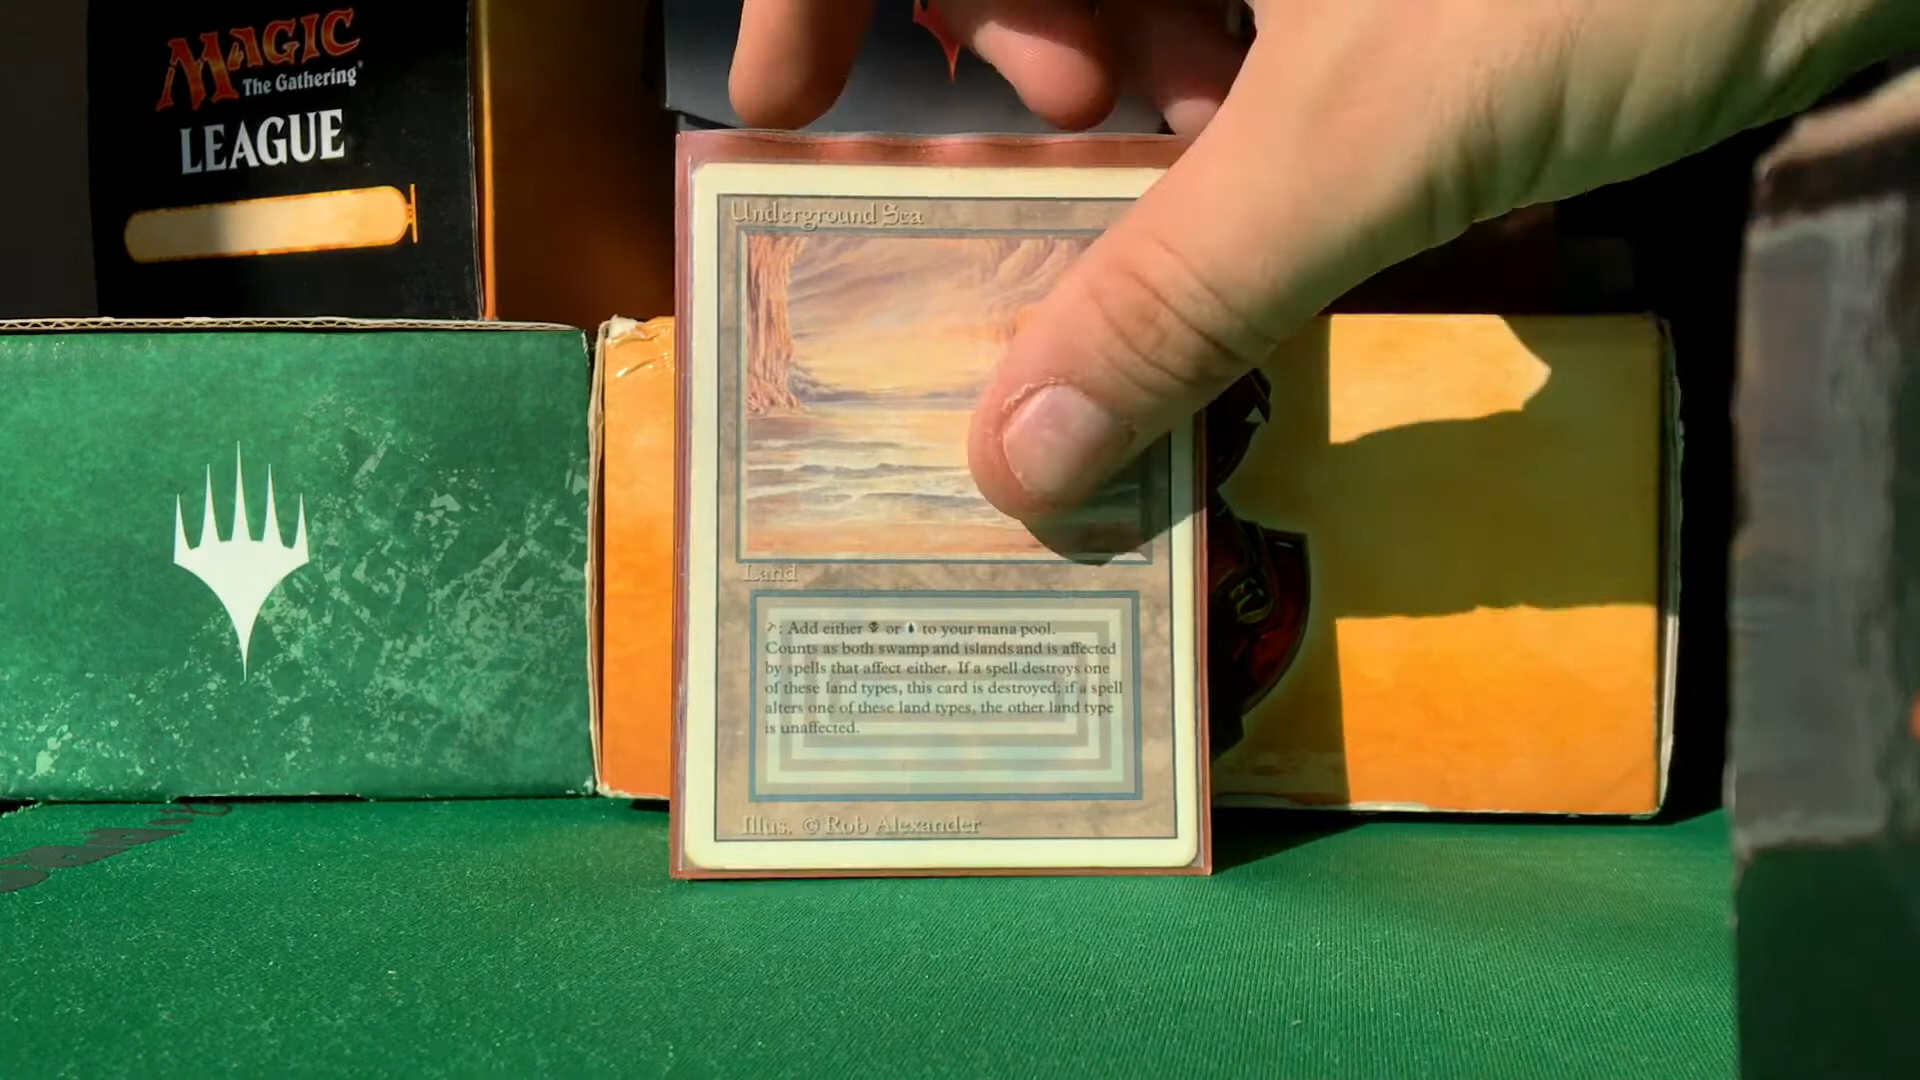 MAGIC
The Gathering®
LEAGUE
Underground Sea
Land
: Add either or to your mana pool.
Counts as both swamp and islands and is affected
by spells that affect either. If a spell destroys one
of these land types, this card is destroyed; if a spell
alters one of these land types, the other land type
is unaffected.
Illus. © Rob Alexander